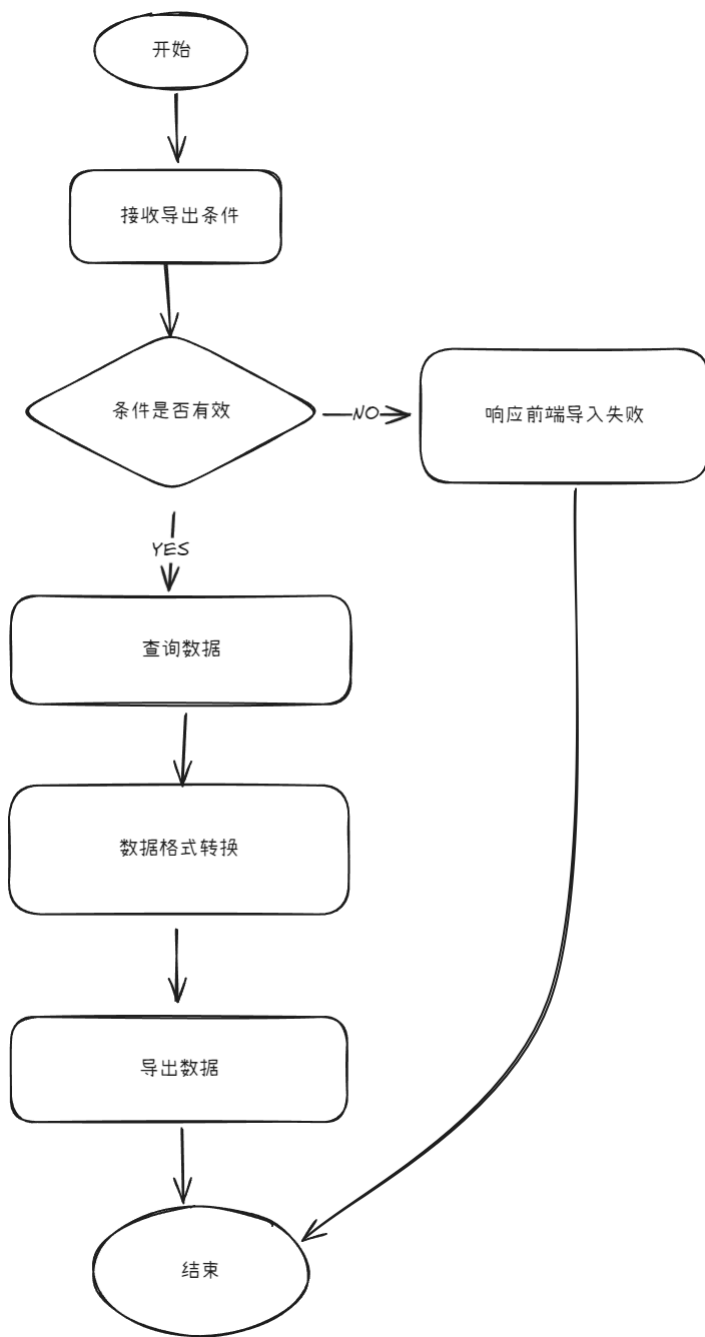 开始
接收导出条件
条件是否有效
NO
响应前端导入失败
YES
查询数据
数据格式转换
导出数据
结束